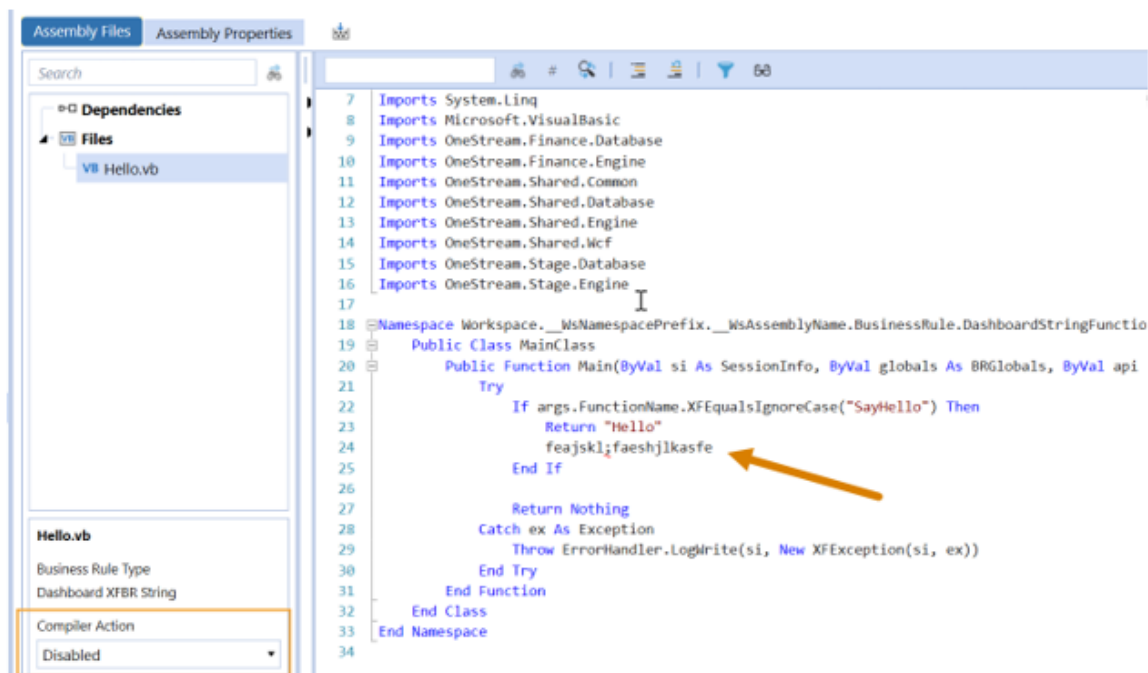 Assembly Files
Assembly Properties
Search
Dependencies
VB Files
VB Hello.vb
Hello.vb
Business Rule Type
Dashboard XFBR String
Compiler Action
Disabled
#
7 Imports System.Linq
8 Imports Microsoft.VisualBasic
9 Imports OneStream.Finance.Database
10 Imports OneStream.Finance.Engine
11 Imports OneStream.Shared.Common
12 Imports OneStream.Shared.Database
13 Imports OneStream.Shared.Engine
14 Imports OneStream.Shared.Wcf
15 Imports OneStream.Stage.Database
16 Imports OneStream.Stage.Engine
17
18 Namespace Workspace.__WsNamespacePrefix.__WsAssemblyName.BusinessRule.DashboardStringFunctio
19 Public Class MainClass
20 Public Function Main(ByVal si As SessionInfo, ByVal globals As BRGlobals, ByVal api
21 Try
22 If args.FunctionName.XFEqualsIgnoreCase("SayHello") Then
23 Return "Hello"
24 feajskl;faeshjlkasfe
25 End If
26
27 Return Nothing
28 Catch ex As Exception
29 Throw ErrorHandler.LogWrite(si, New XFException(si, ex))
30 End Try
31 End Function
32 End Class
33 End Namespace
34